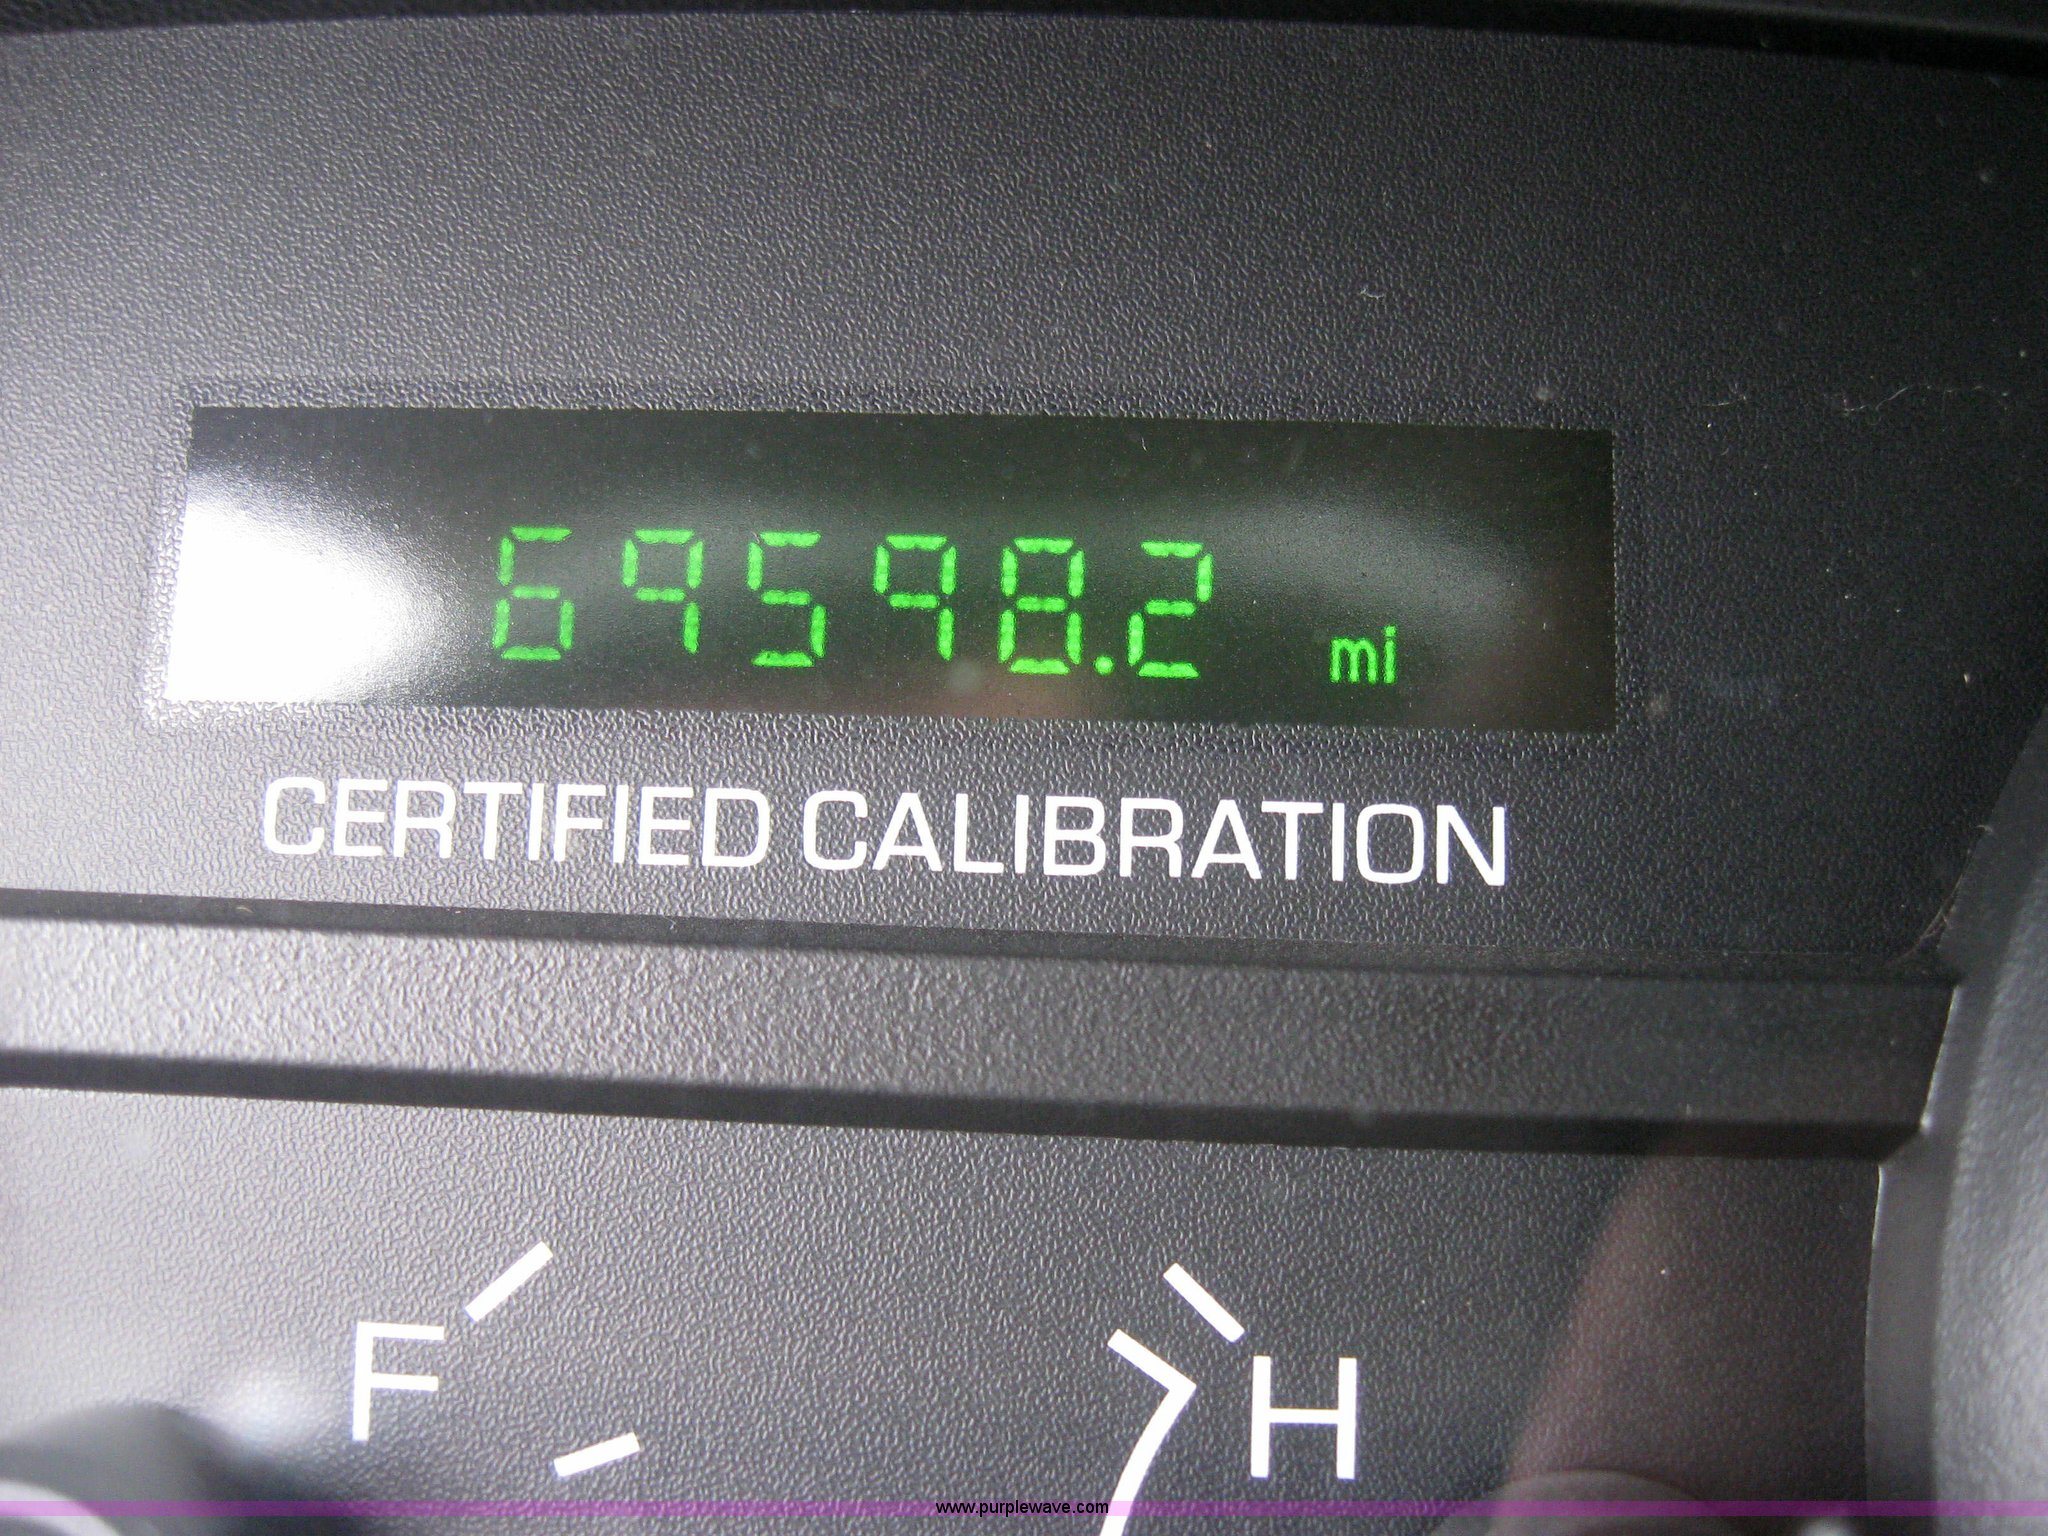 69598.2 mi
CERTIFIED CALIBRATION
F H
www.purplewave.com